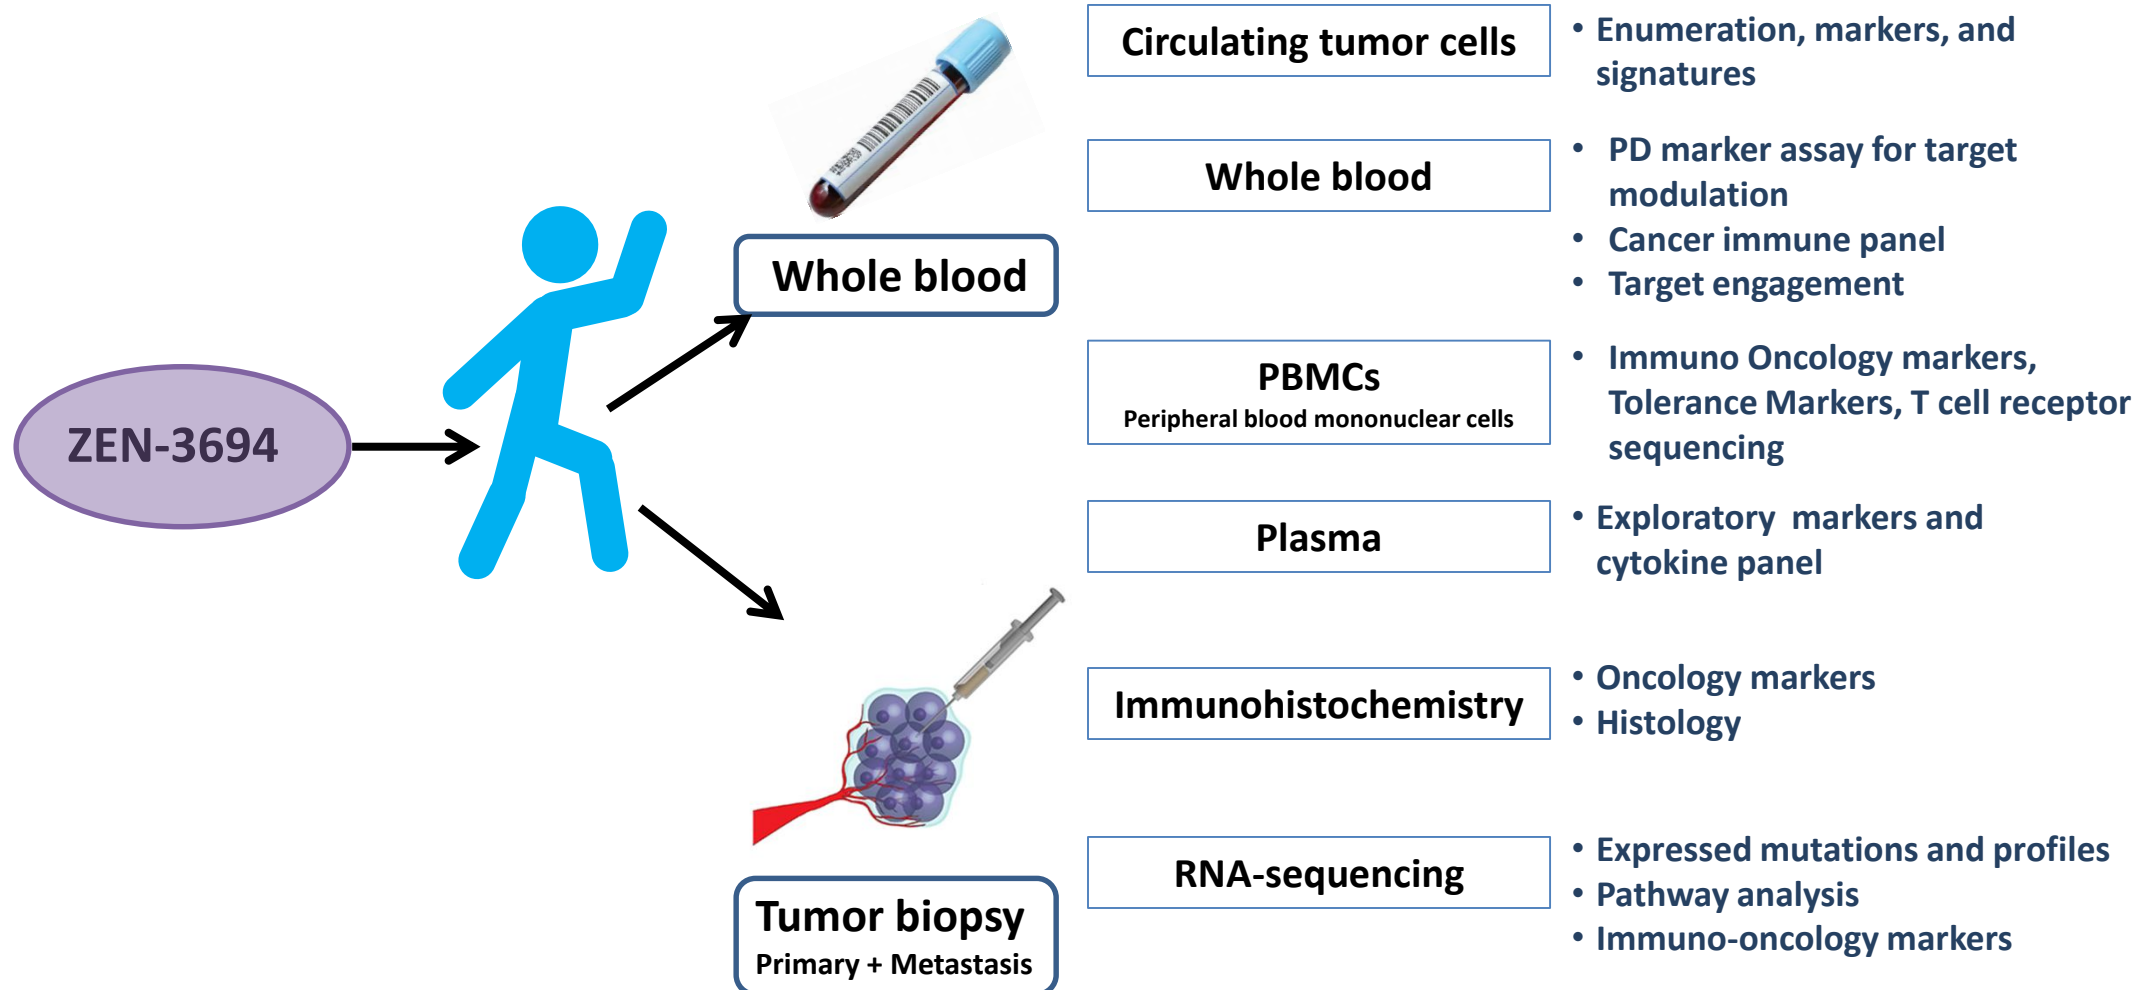 ZEN-3694
Whole blood
Tumor biopsy
Primary + Metastasis
Circulating tumor cells
• Enumeration, markers, and
signatures
Whole blood
• PD marker assay for target
modulation
• Cancer immune panel
• Target engagement
PBMCs
Peripheral blood mononuclear cells
• Immuno Oncology markers,
Tolerance Markers, T cell receptor
sequencing
Plasma
• Exploratory markers and
cytokine panel
Immunohistochemistry
• Oncology markers
• Histology
RNA-sequencing
• Expressed mutations and profiles
• Pathway analysis
• Immuno-oncology markers